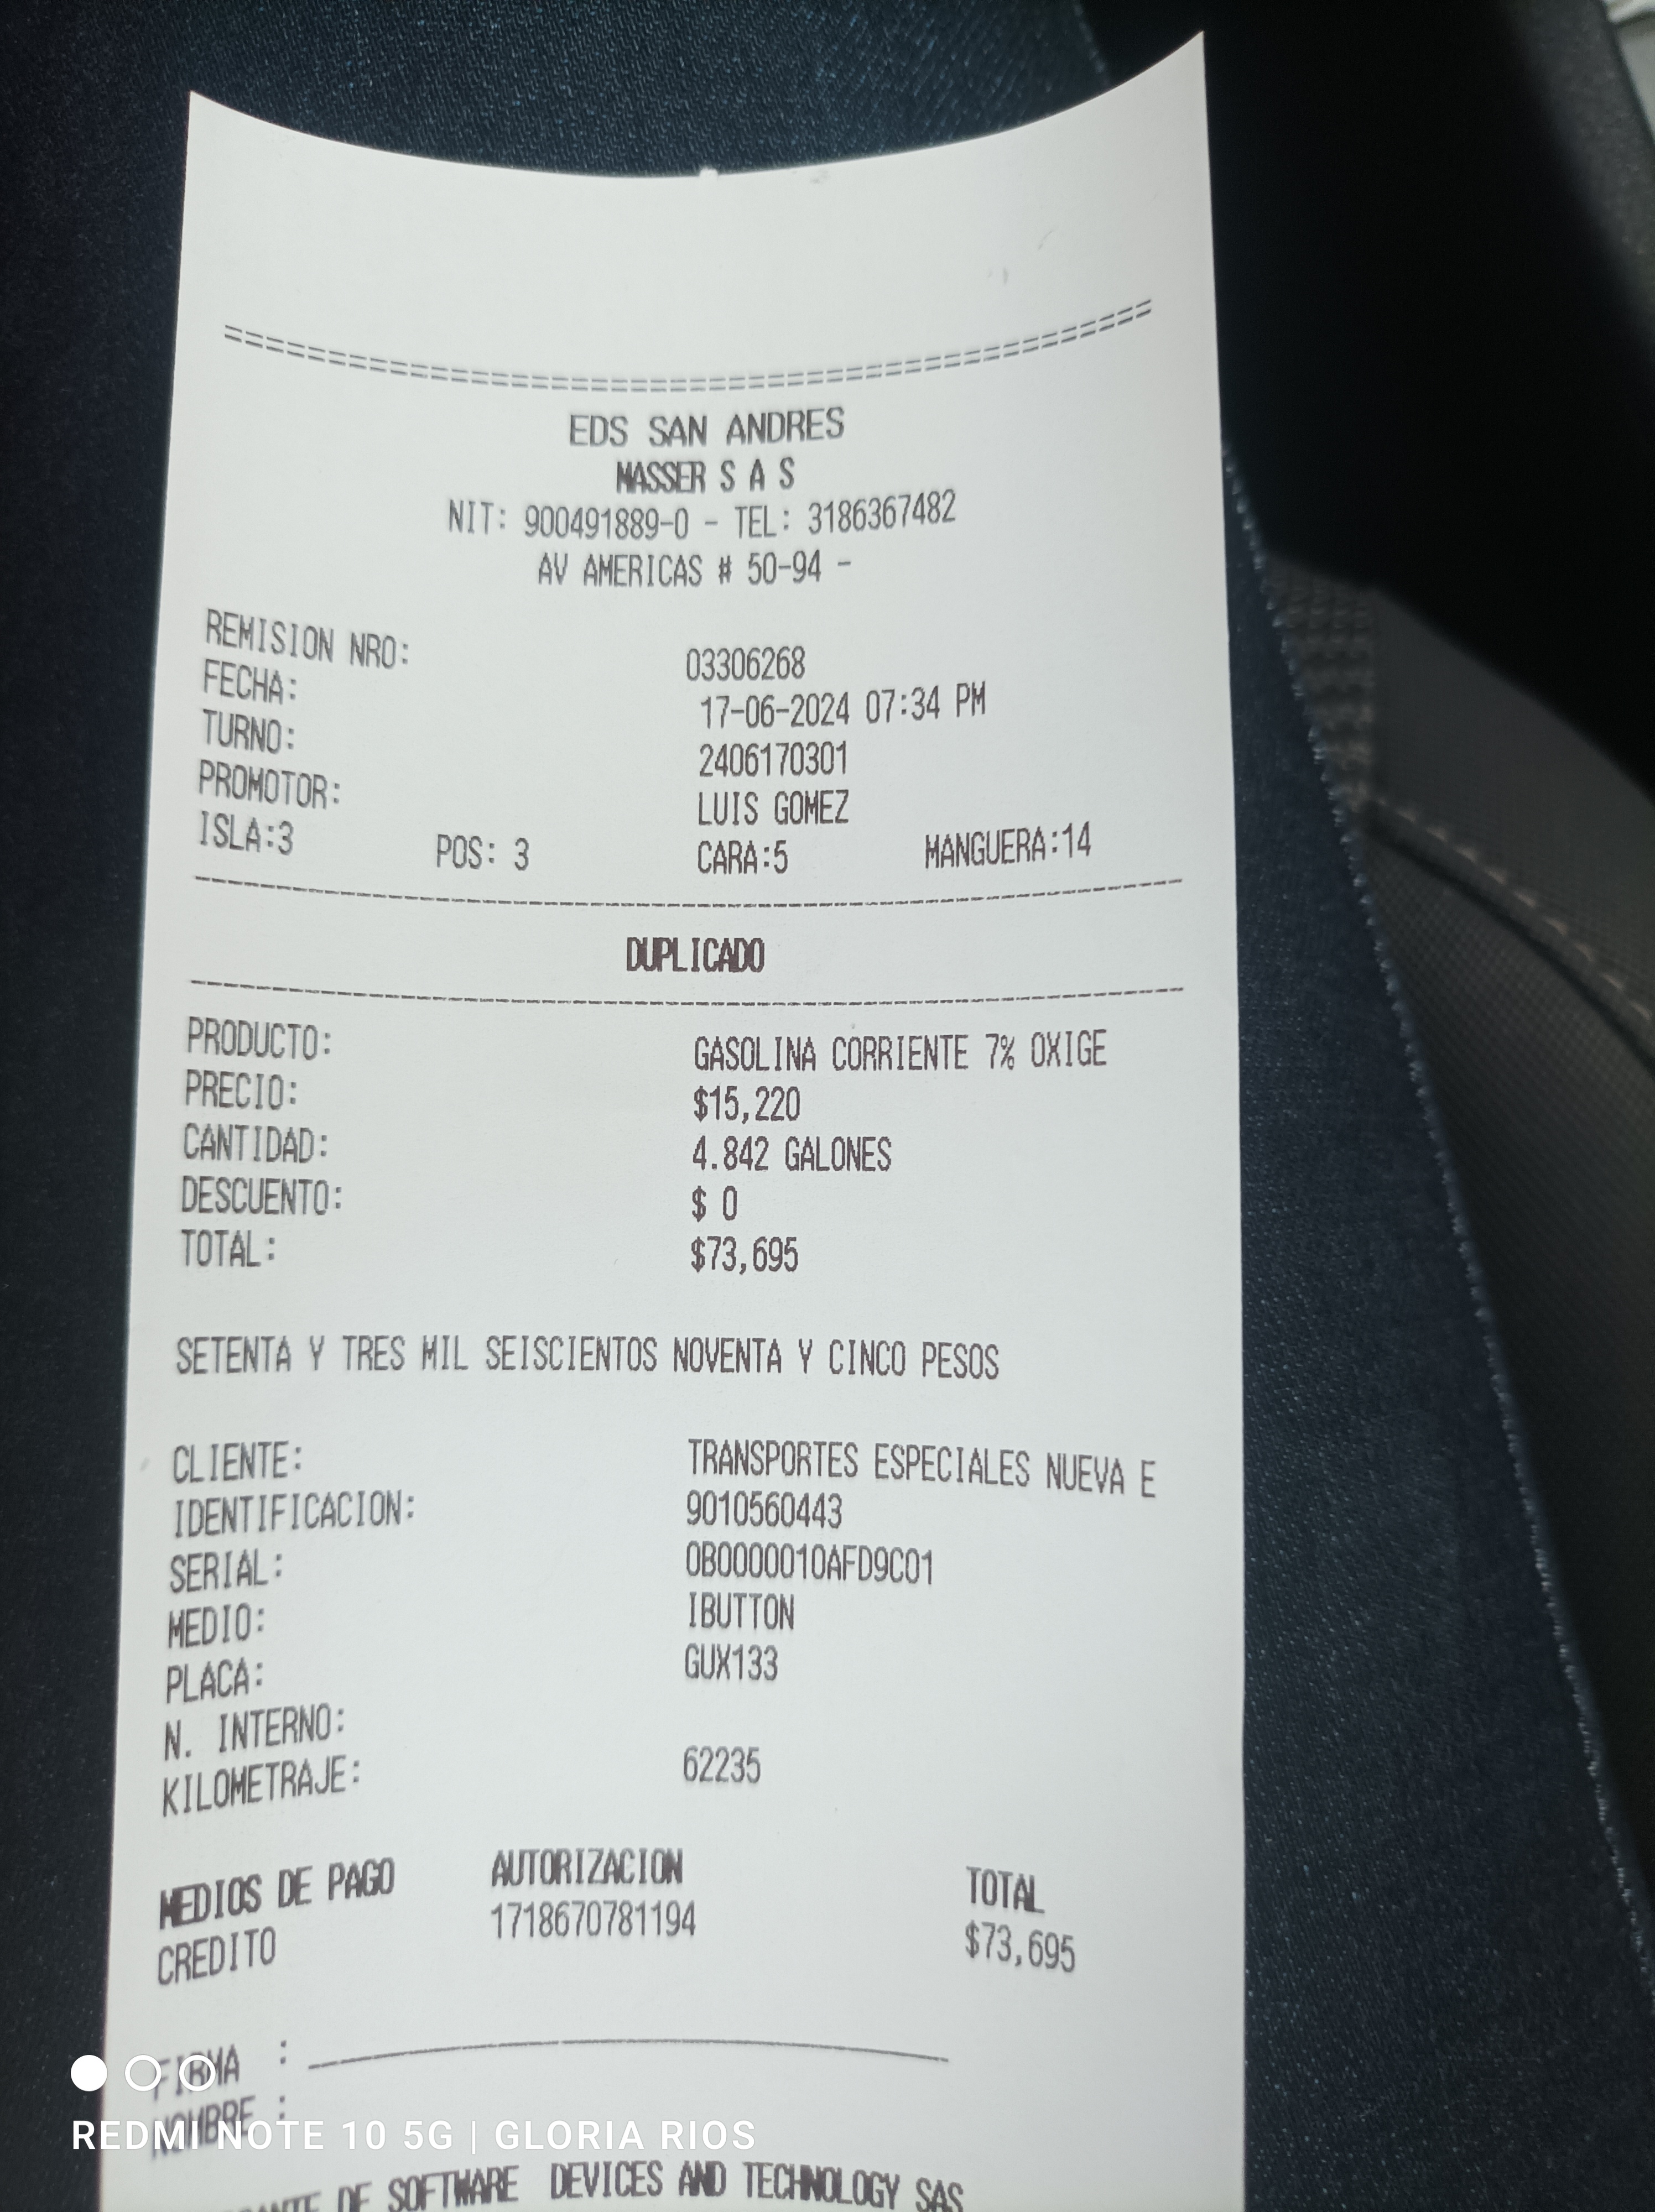 EDS SAN ANDRES
MASSER S A S
NIT: 900491889-0 - TEL: 3186367482
AV AMERICAS # 50-94 -
REMISION NRO: 03306268
FECHA: 17-06-2024 07:34 PM
TURNO: 2406170301
PROMOTOR: LUIS GOMEZ
ISLA:3 POS: 3 CARA:5 MANGUERA:14
DUPLICADO
PRODUCTO: GASOLINA CORRIENTE 7% OXIGE
PRECIO: $15,220
CANTIDAD: 4.842 GALONES
DESCUENTO: $ 0
TOTAL: $73,695
SETENTA Y TRES MIL SEISCIENTOS NOVENTA Y CINCO PESOS
CLIENTE: TRANSPORTES ESPECIALES NUEVA E
IDENTIFICACION: 9010560443
SERIAL: 0B0000010AFD9C01
MEDIO: IBUTTON
PLACA: GUX133
N. INTERNO:
KILOMETRAJE: 62235
MEDIOS DE PAGO AUTORIZACION TOTAL
CREDITO 1718670781194 $73,695
FIRMA :
NOMBRE :
REDMI NOTE 10 5G | GLORIA RIOS
DE SOFTWARE DEVICES AND TECHNOLOGY SAS